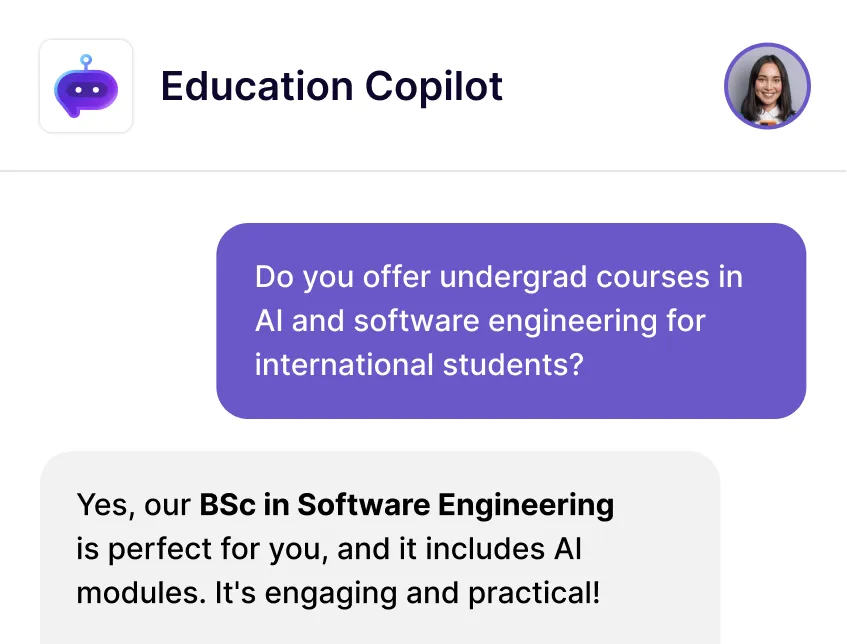 Education Copilot
Do you offer undergrad courses in
AI and software engineering for
international students?
Yes, our BSc in Software Engineering
is perfect for you, and it includes AI
modules. It's engaging and practical!